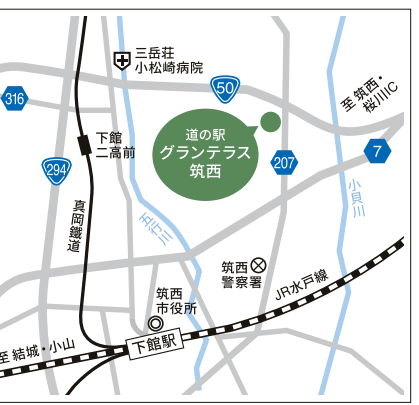 三岳荘
小松崎病院
50
316
至 筑西・
桜川IC
道の駅
グランテラス
筑西
下館
二高前
7
207
294
小貝川
真岡鐵道
五行川
筑西
警察署
JR水戸線
筑西
市役所
下館駅
至 結城・小山